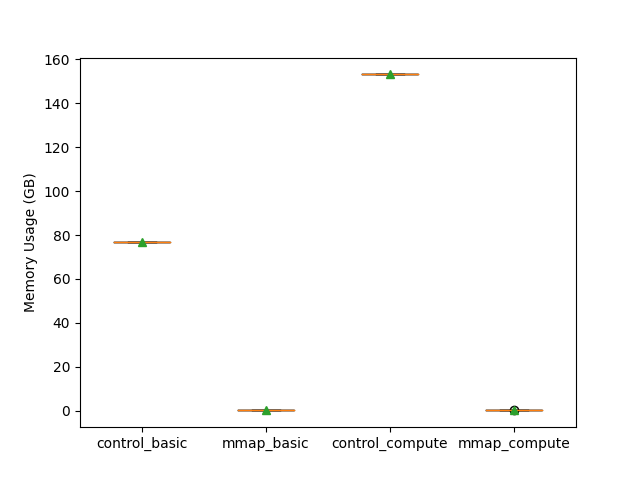 160
140
120
100
80
60
40
20
0
Memory Usage (GB)
control_basic
mmap_basic
control_compute
mmap_compute